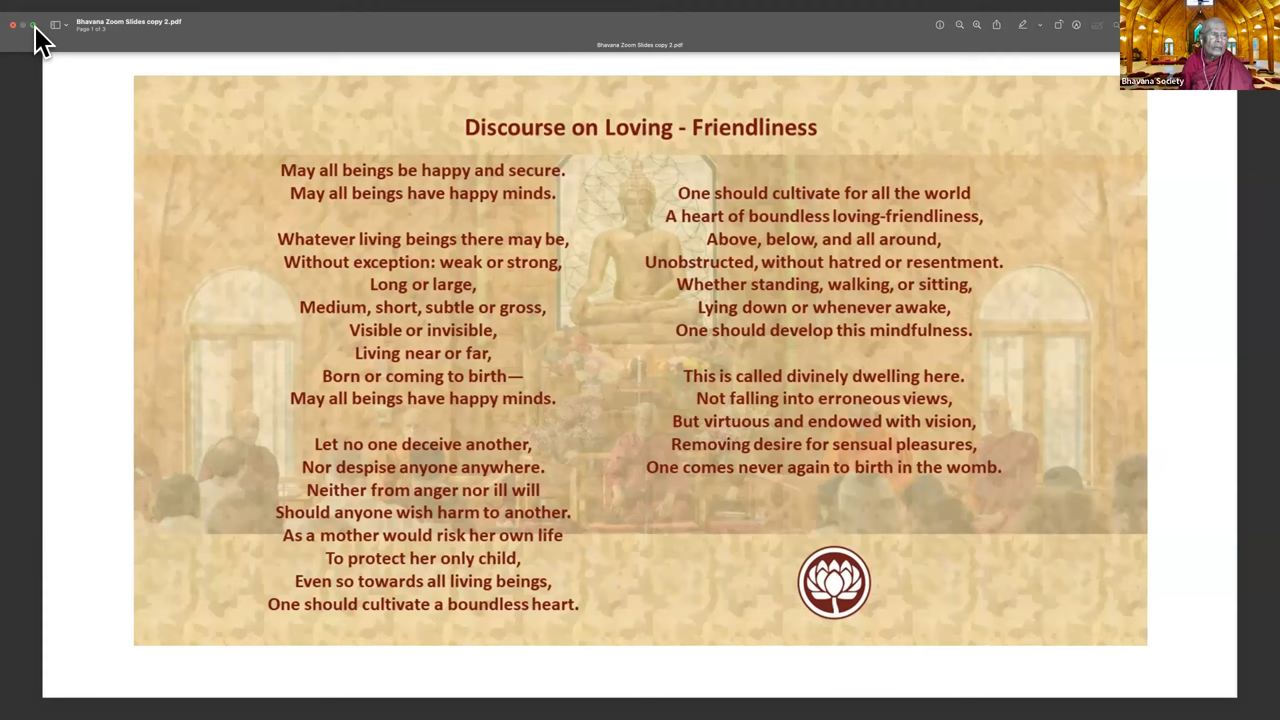 Bhavana Zoom Slides copy 2.pdf
Page 1 of 3
Bhavana Zoom Slides copy 2.pdf
Bhavana Society
Discourse on Loving - Friendliness
May all beings be happy and secure.
May all beings have happy minds.
Whatever living beings there may be,
Without exception: weak or strong,
Long or large,
Medium, short, subtle or gross,
Visible or invisible,
Living near or far,
Born or coming to birth—
May all beings have happy minds.
Let no one deceive another,
Nor despise anyone anywhere.
Neither from anger nor ill will
Should anyone wish harm to another.
As a mother would risk her own life
To protect her only child,
Even so towards all living beings,
One should cultivate a boundless heart.
One should cultivate for all the world
A heart of boundless loving-friendliness,
Above, below, and all around,
Unobstructed, without hatred or resentment.
Whether standing, walking, or sitting,
Lying down or whenever awake,
One should develop this mindfulness.
This is called divinely dwelling here.
Not falling into erroneous views,
But virtuous and endowed with vision,
Removing desire for sensual pleasures,
One comes never again to birth in the womb.